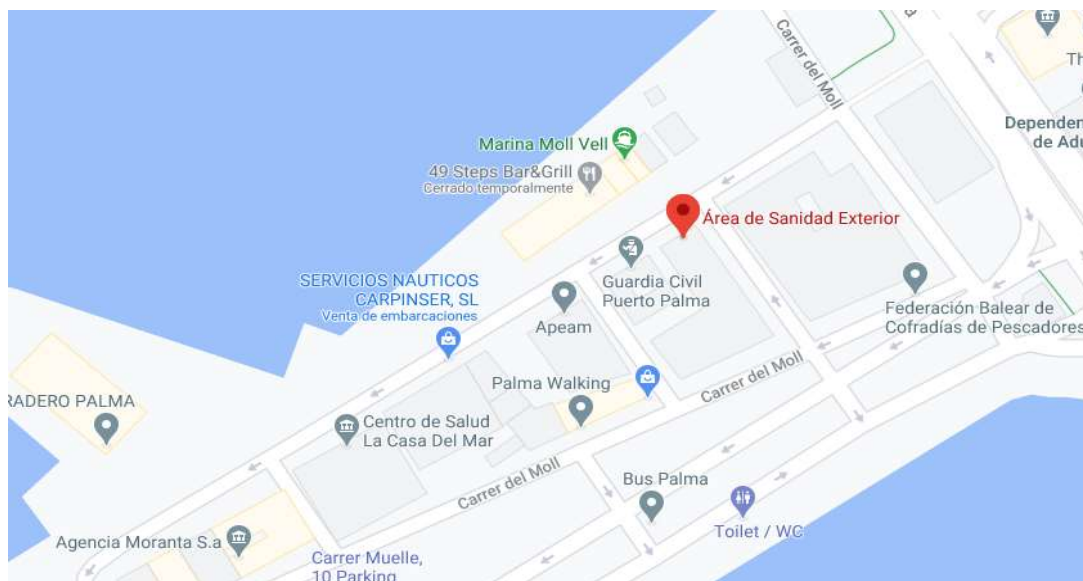 Carrer del Moll
a
Th
Dependen
de Adu
Marina Moll Vell
49 Steps Bar&Grill
Cerrado temporalmente
Área de Sanidad Exterior
SERVICIOS NAUTICOS
CARPINSER, SL
Venta de embarcaciones
Guardia Civil
Puerto Palma
Apeam
Federación Balear de
Cofradías de Pescadores
Palma Walking
Carrer del Moll
RADERO PALMA
Centro de Salud
La Casa Del Mar
Carrer del Moll
Bus Palma
Toilet / WC
Agencia Moranta S.a
Carrer Muelle,
10 Parking